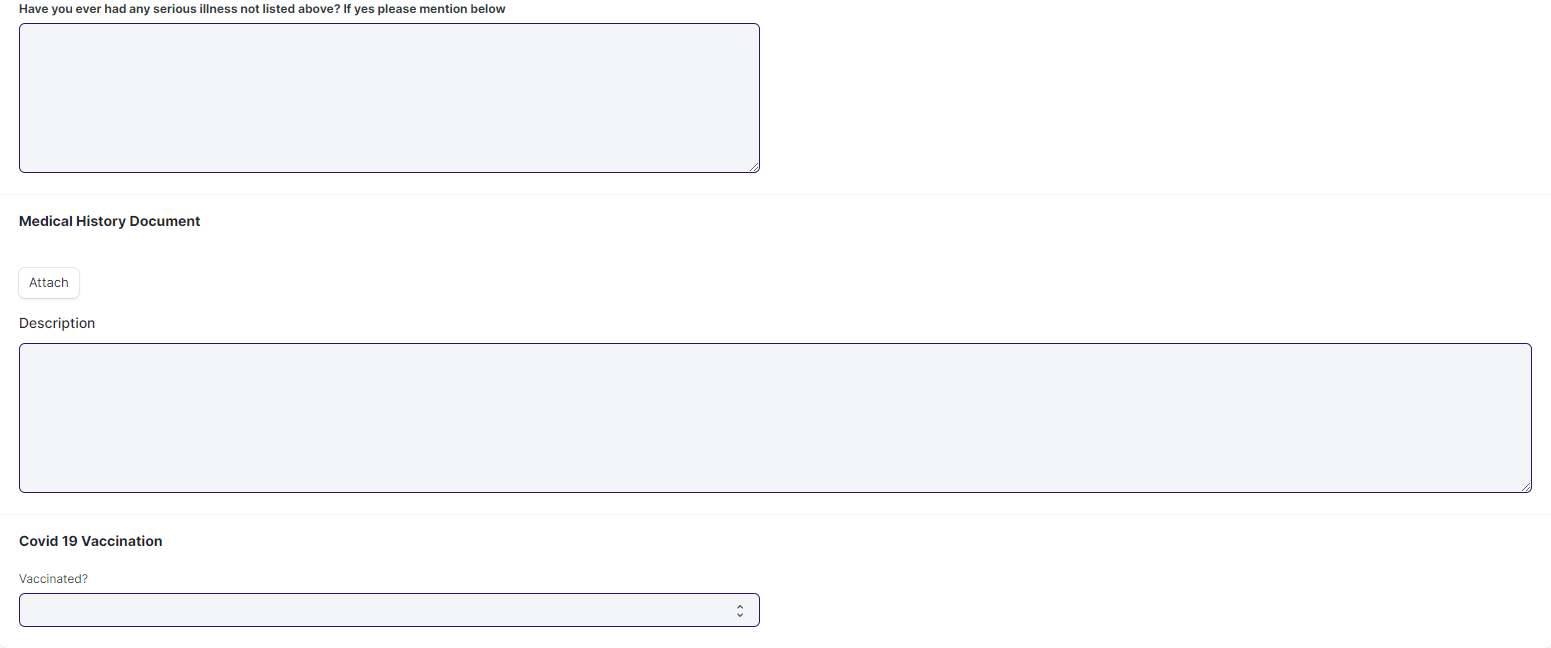 Have you ever had any serious illness not listed above? If yes please mention below
Medical History Document
Attach
Description
Covid 19 Vaccination
Vaccinated?